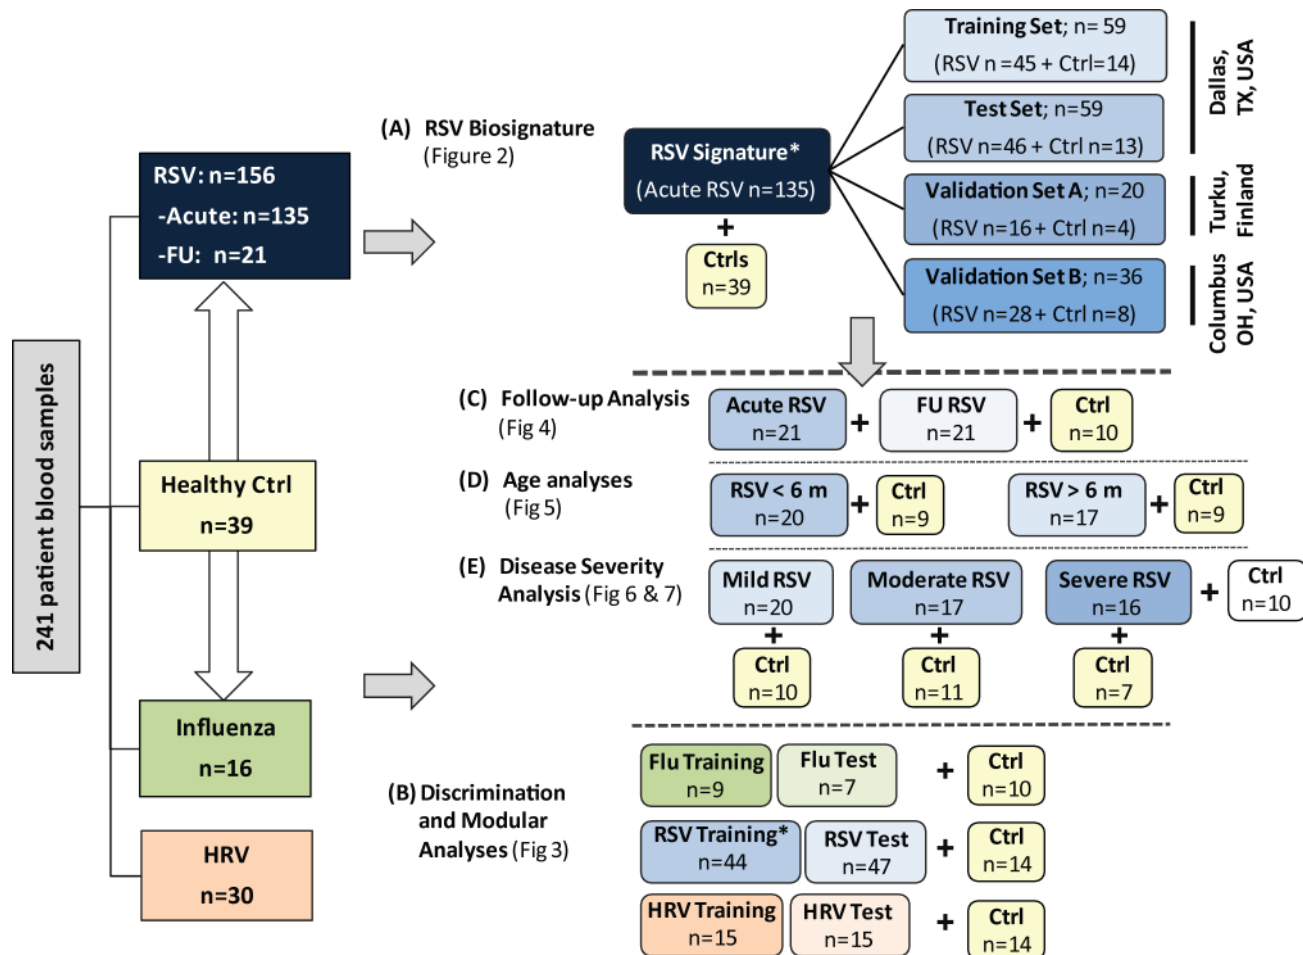 241 patient blood samples
RSV: n=156
-Acute: n=135
-FU: n=21
Healthy Ctrl
n=39
Influenza
n=16
HRV
n=30
(A) RSV Biosignature
(Figure 2)
RSV Signature*
(Acute RSV n=135)
+
Ctrls
n=39
Training Set; n= 59
(RSV n =45 + Ctrl=14)
Test Set; n=59
(RSV n=46 + Ctrl n=13)
Dallas,
TX, USA
Validation Set A; n=20
(RSV n=16 + Ctrl n=4)
Turku,
Finland
Validation Set B; n=36
(RSV n=28 + Ctrl n=8)
Columbus
OH, USA
(C) Follow-up Analysis
(Fig 4)
Acute RSV
n=21
+
FU RSV
n=21
+
Ctrl
n=10
(D) Age analyses
(Fig 5)
RSV < 6 m
n=20
+
Ctrl
n=9
RSV > 6 m
n=17
+
Ctrl
n=9
(E) Disease Severity
Analysis (Fig 6 & 7)
Mild RSV
n=20
Moderate RSV
n=17
Severe RSV
n=16
+
Ctrl
n=10
+
Ctrl
n=10
+
Ctrl
n=11
+
Ctrl
n=7
(B) Discrimination
and Modular
Analyses (Fig 3)
Flu Training
n=9
Flu Test
n=7
+
Ctrl
n=10
RSV Training*
n=44
RSV Test
n=47
+
Ctrl
n=14
HRV Training
n=15
HRV Test
n=15
+
Ctrl
n=14